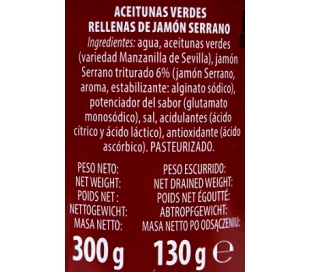 ACEITUNAS VERDES
RELLENAS DE JAMÓN SERRANO
Ingredientes: agua, aceitunas verdes
(variedad Manzanilla de Sevilla), jamón
Serrano triturado 6% (jamón Serrano,
aroma, estabilizante: alginato sódico),
potenciador del sabor (glutamato
monosódico), sal, acidulantes (ácido
cítrico y ácido láctico), antioxidante (ácido
ascórbico). PASTEURIZADO.
PESO NETO:
NET WEIGHT:
POIDS NET :
NETTOGEWICHT:
MASA NETTO:
300 g
PESO ESCURRIDO:
NET DRAINED WEIGHT:
POIDS NET ÉGOUTTÉ:
ABTROPFGEWICHT:
MASA NETTO PO ODSĄCZENIU:
130 g ℮